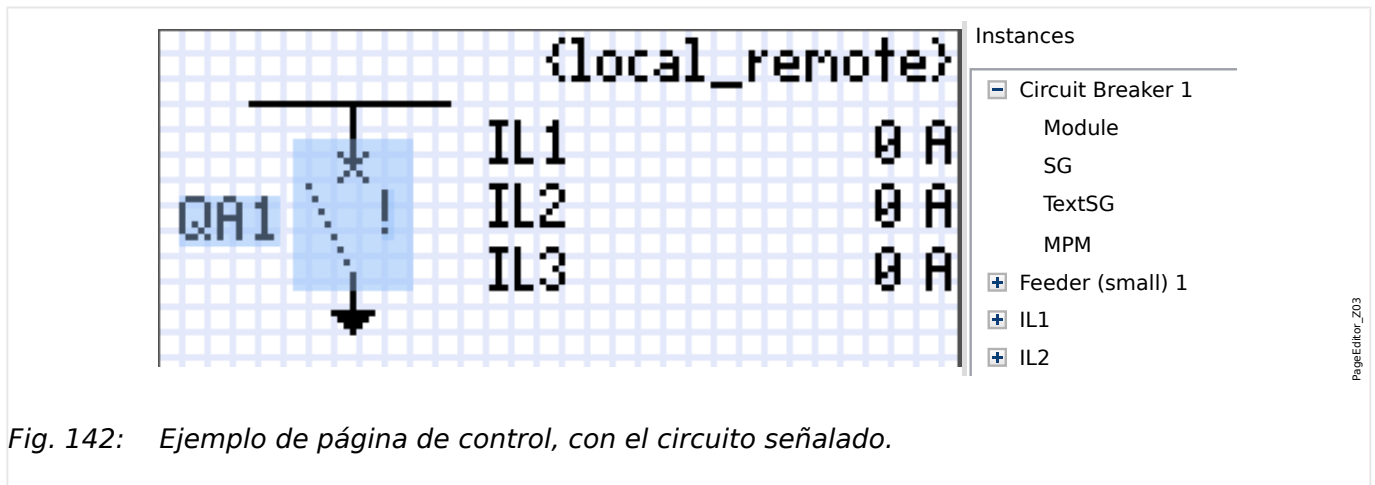 {local_remote}
IL1 0 A
QA1 ! IL2 0 A
IL3 0 A
Instances
Circuit Breaker 1
Module
SG
TextSG
MPM
Feeder (small) 1
IL1
IL2
PageEditor_Z03
Fig. 142: Ejemplo de página de control, con el circuito señalado.